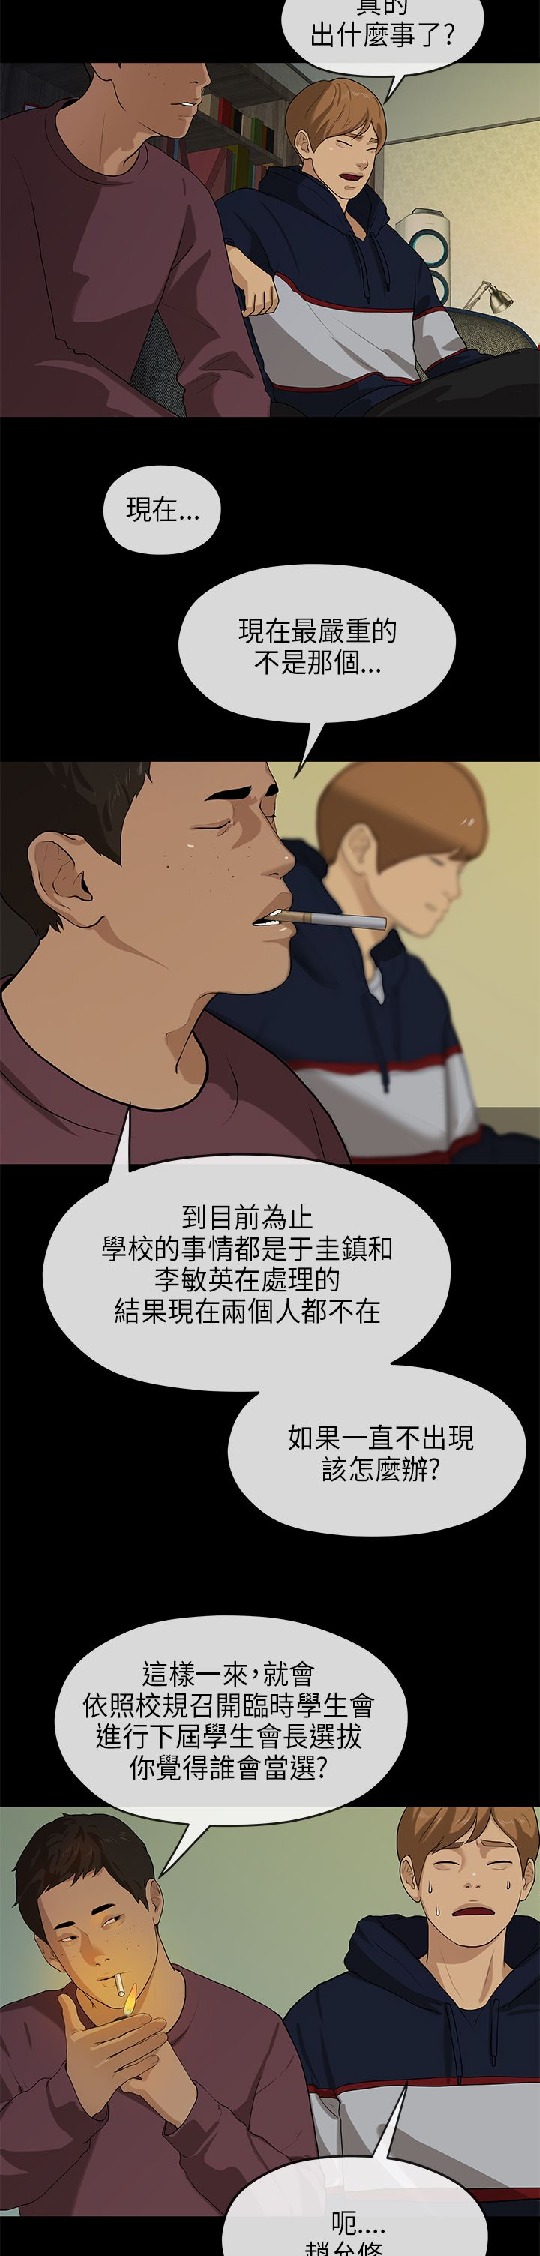 真的
出什麼事了?
現在...
現在最嚴重的
不是那個...
到目前為止
學校的事情都是于圭鎮和
李敏英在處理的
結果現在兩個人都不在
如果一直不出現
該怎麼辦?
這樣一來,就會
依照校規召開臨時學生會
進行下屆學生會長選拔
你覺得誰會當選?
呃....
趙允修